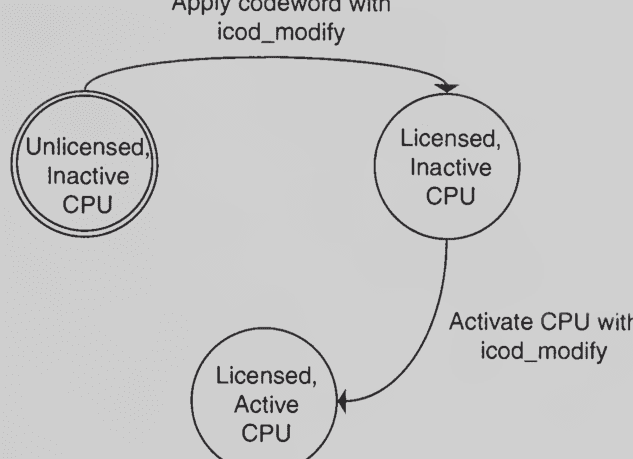 Apply codeword with
icod_modify
Unlicensed,
Inactive
CPU
Licensed,
Inactive
CPU
Activate CPU with
icod_modify
Licensed,
Active
CPU